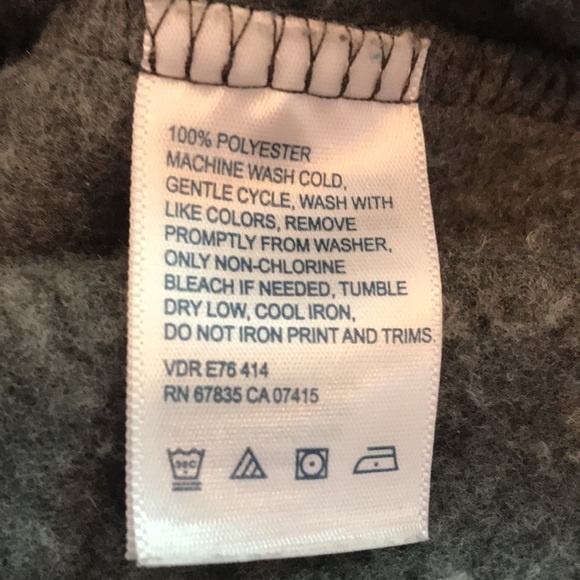 100% POLYESTER
MACHINE WASH COLD,
GENTLE CYCLE, WASH WITH
LIKE COLORS, REMOVE
PROMPTLY FROM WASHER,
ONLY NON-CHLORINE
BLEACH IF NEEDED, TUMBLE
DRY LOW, COOL IRON,
DO NOT IRON PRINT AND TRIMS.
VDR E76 414
RN 67835 CA 07415
30C